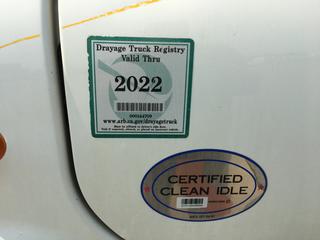 Drayage Truck Registry
Valid Thru
2022
www.arb.ca.gov/drayagetruck
CERTIFIED
CLEAN IDLE